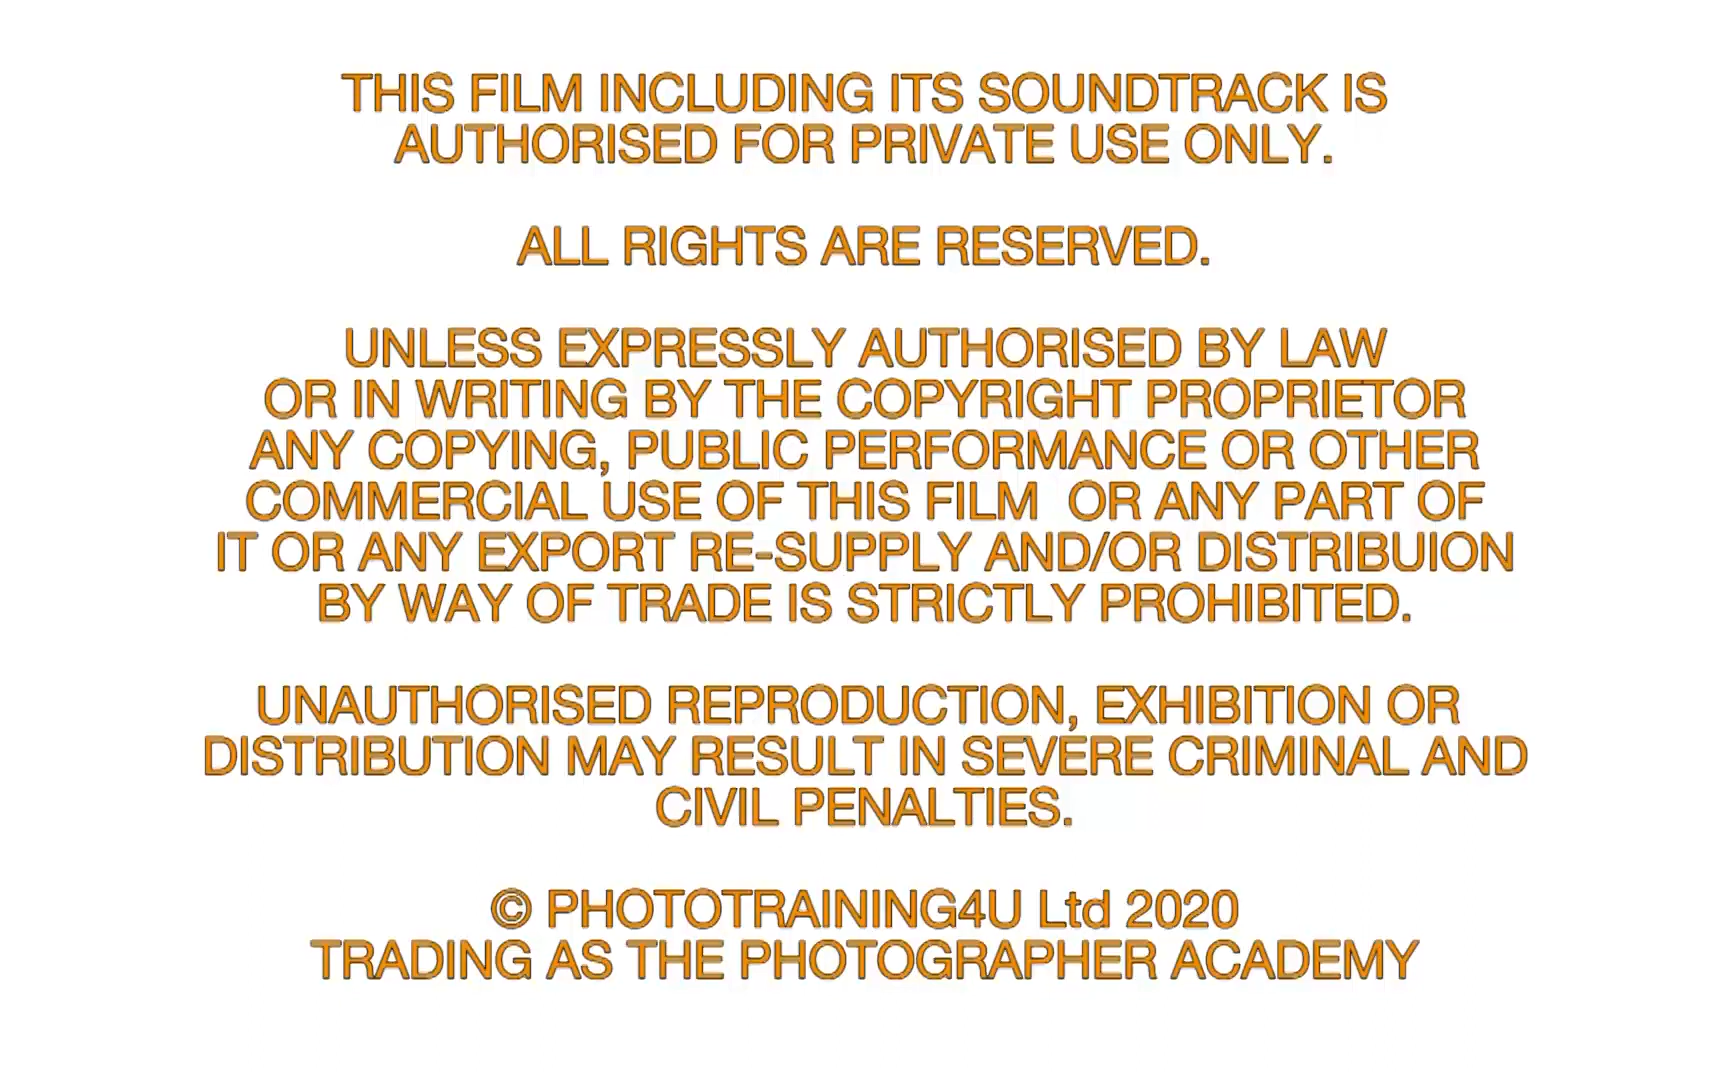 THIS FILM INCLUDING ITS SOUNDTRACK IS
AUTHORISED FOR PRIVATE USE ONLY.
ALL RIGHTS ARE RESERVED.
UNLESS EXPRESSLY AUTHORISED BY LAW
OR IN WRITING BY THE COPYRIGHT PROPRIETOR
ANY COPYING, PUBLIC PERFORMANCE OR OTHER
COMMERCIAL USE OF THIS FILM  OR ANY PART OF
IT OR ANY EXPORT RE-SUPPLY AND/OR DISTRIBUION
BY WAY OF TRADE IS STRICTLY PROHIBITED.
UNAUTHORISED REPRODUCTION, EXHIBITION OR
DISTRIBUTION MAY RESULT IN SEVERE CRIMINAL AND
CIVIL PENALTIES.
© PHOTOTRAINING4U Ltd 2020
TRADING AS THE PHOTOGRAPHER ACADEMY